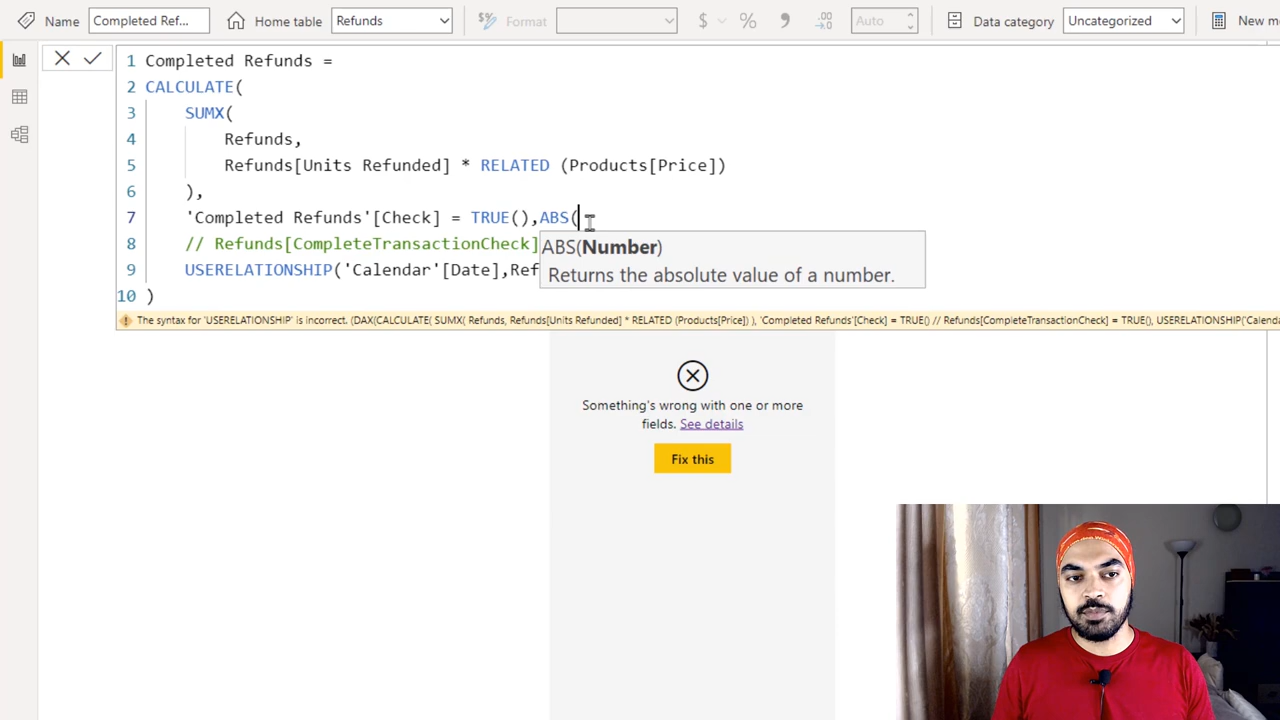 Name Completed Ref... Home table Refunds Format $ % Auto Data category Uncategorized New me
1 Completed Refunds =
2 CALCULATE(
3 SUMX(
4 Refunds,
5 Refunds[Units Refunded] * RELATED (Products[Price])
6 ),
7 'Completed Refunds'[Check] = TRUE(),ABS(
8 // Refunds[CompleteTransactionCheck]
ABS(Number)
9 USERELATIONSHIP('Calendar'[Date],Ref
Returns the absolute value of a number.
10 )
The syntax for 'USERELATIONSHIP' is incorrect. (DAX(CALCULATE( SUMX( Refunds, Refunds[Units Refunded] * RELATED (Products[Price]) ), 'Completed Refunds'[Check] = TRUE() // Refunds[CompleteTransactionCheck] = TRUE(), USERELATIONSHIP('Calenda
Something's wrong with one or more
fields. See details
Fix this